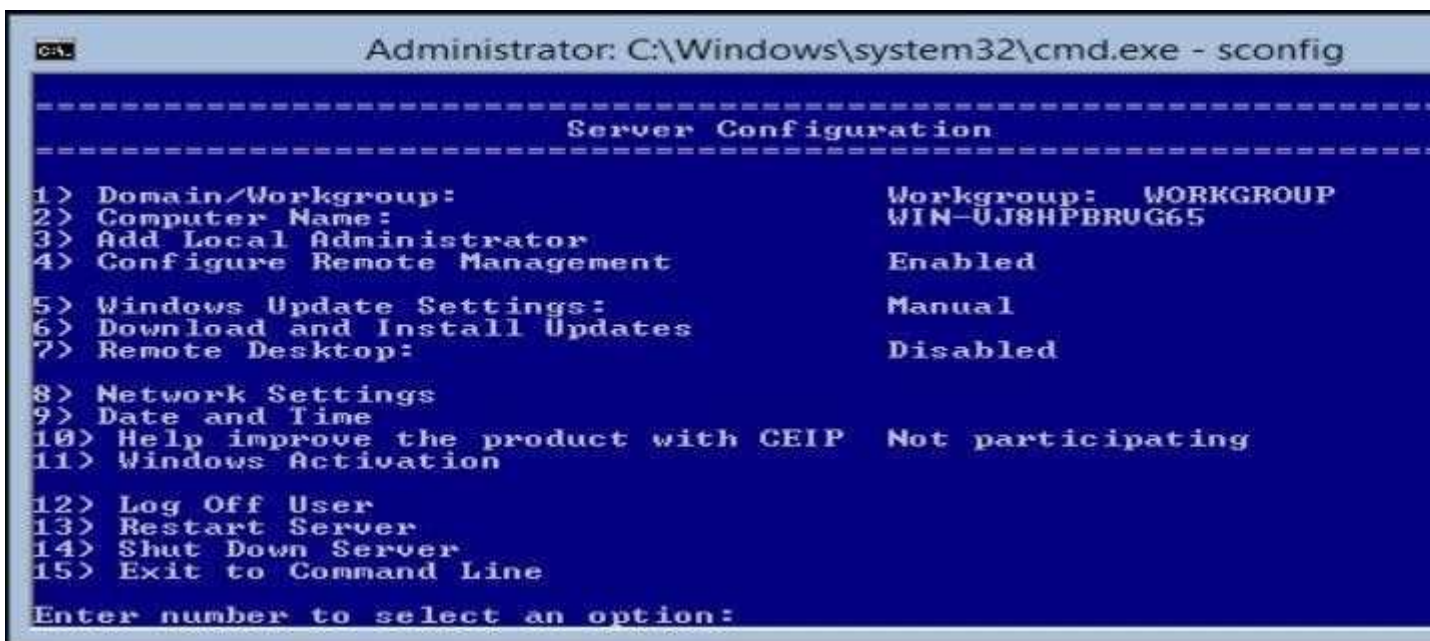 Administrator: C:\Windows\system32\cmd.exe - sconfig
===============================================================
Server Configuration
===============================================================
1) Domain/Workgroup: Workgroup: WORKGROUP
2) Computer Name: WIN-VJ8HPBRVG65
3) Add Local Administrator
4) Configure Remote Management Enabled
5) Windows Update Settings: Manual
6) Download and Install Updates
7) Remote Desktop: Disabled
8) Network Settings
9) Date and Time
10) Help improve the product with CEIP Not participating
11) Windows Activation
12) Log Off User
13) Restart Server
14) Shut Down Server
15) Exit to Command Line
Enter number to select an option: